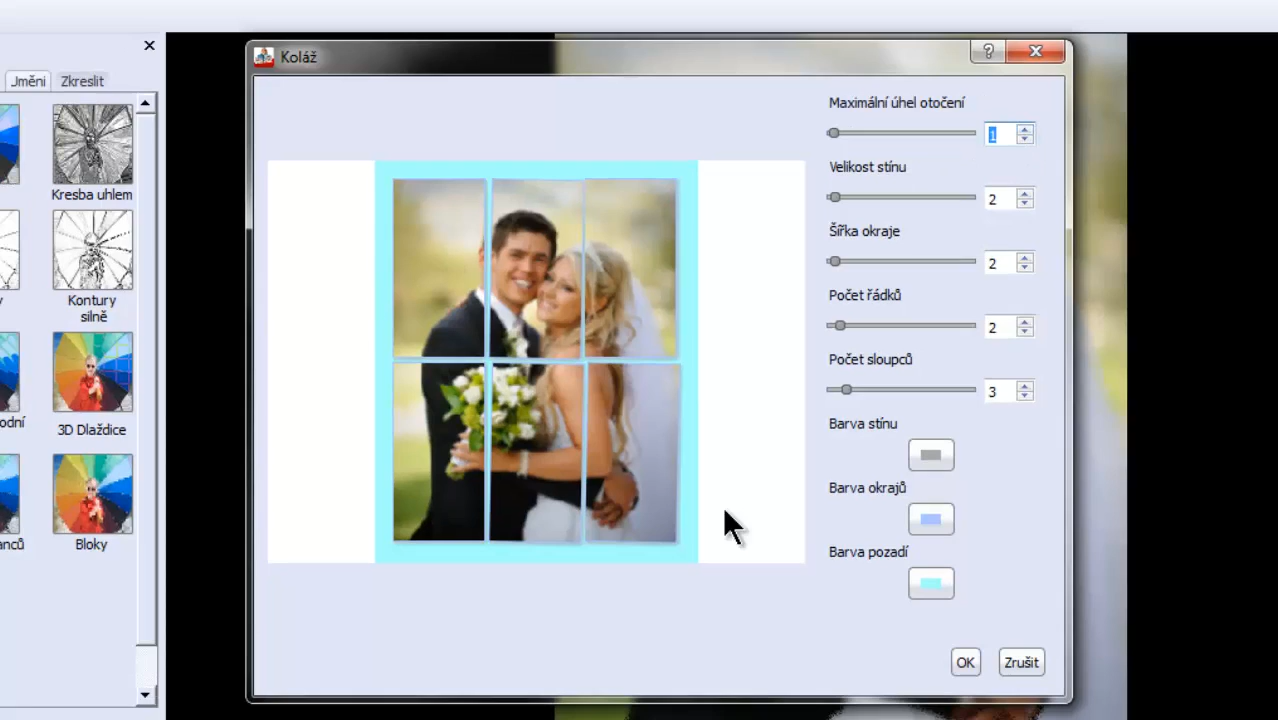 Koláž
?
Jmění
Zkreslit
Kresba uhlem
Kontury
silně
odní
3D Dlaždice
anců
Bloky
Maximální úhel otočení
1
Velikost stínu
2
Šířka okraje
2
Počet řádků
2
Počet sloupců
3
Barva stínu
Barva okrajů
Barva pozadí
OK
Zrušit